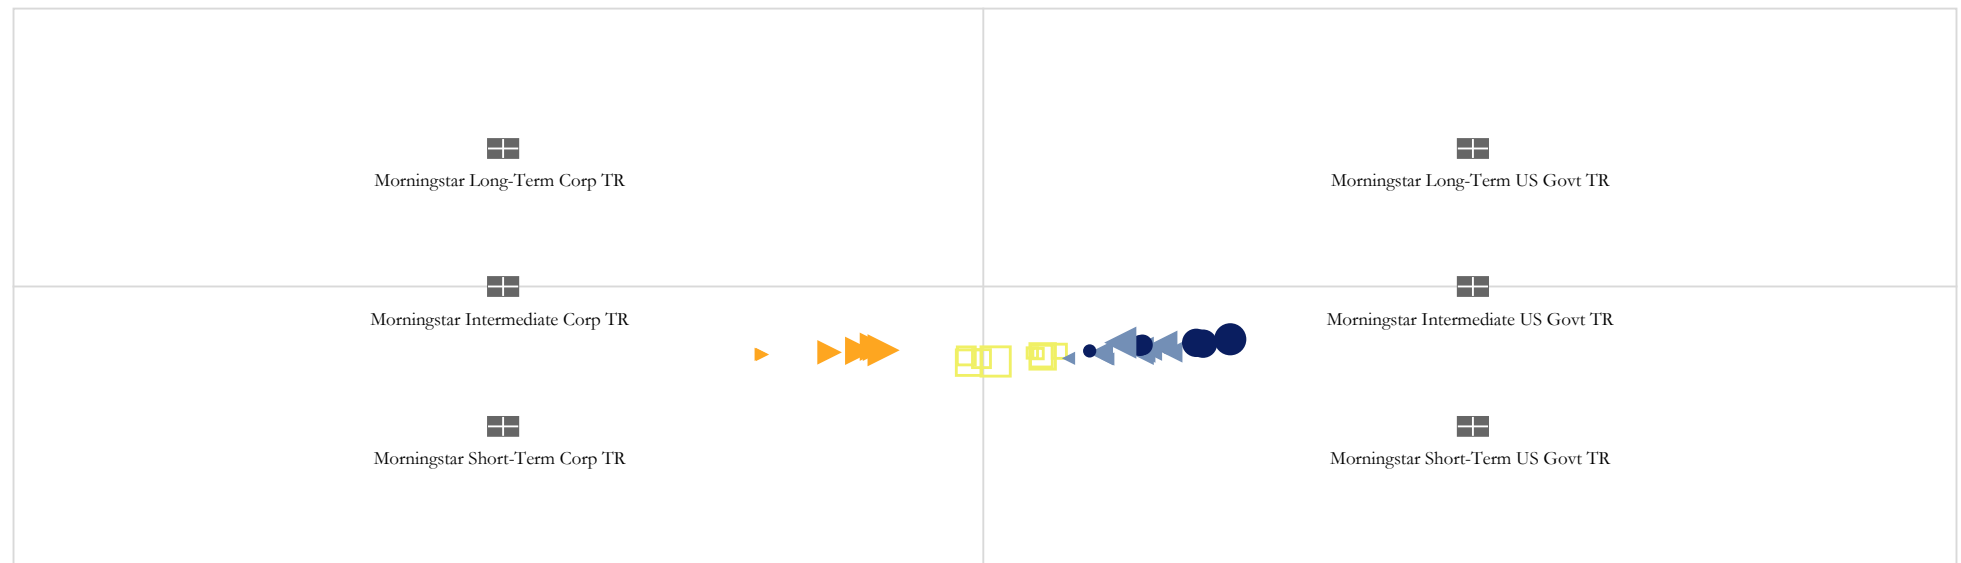 Morningstar Long-Term Corp TR
Morningstar Long-Term US Govt TR
Morningstar Intermediate Corp TR
Morningstar Intermediate US Govt TR
Morningstar Short-Term Corp TR
Morningstar Short-Term US Govt TR